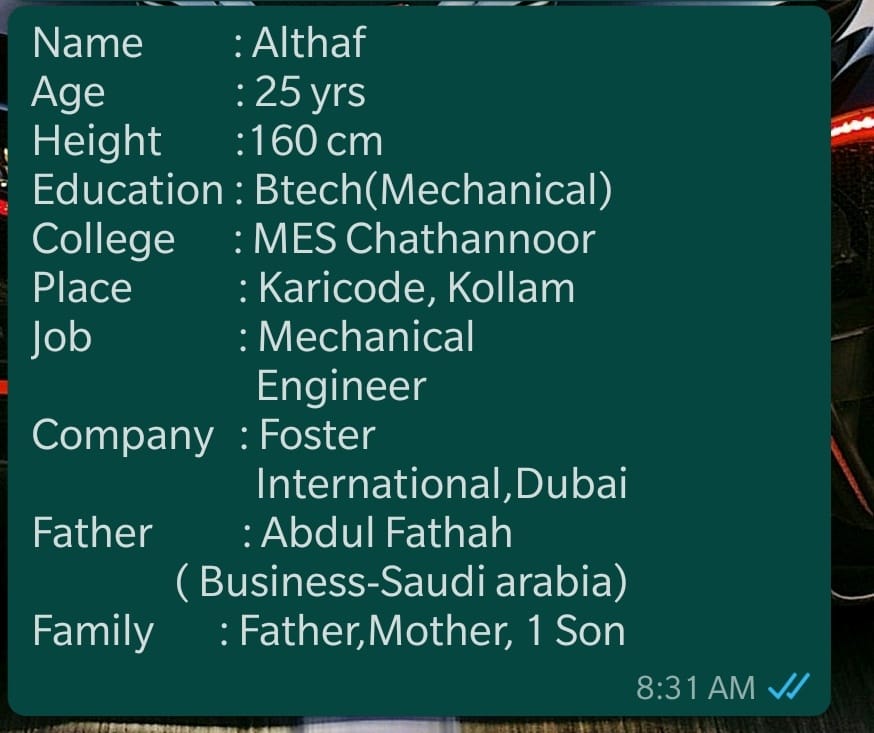 Name : Althaf
Age : 25 yrs
Height :160 cm
Education : Btech(Mechanical)
College : MES Chathannoor
Place : Karicode, Kollam
Job : Mechanical
Engineer
Company : Foster
International,Dubai
Father : Abdul Fathah
( Business-Saudi arabia)
Family : Father,Mother, 1 Son
8:31 AM